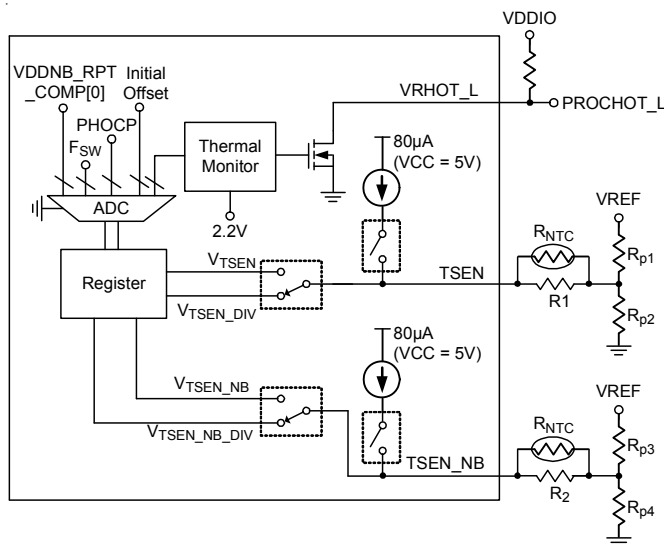 VDDIO
VDDNB_RPT
_COMP[0]
Initial
Offset
VRHOT_L
PROCHOT_L
PHOCP
FSW
Thermal
Monitor
80µA
(VCC = 5V)
ADC
2.2V
VREF
RNTC
Rp1
VTSEN
TSEN
Register
R1
VTSEN_DIV
Rp2
80µA
(VCC = 5V)
VREF
VTSEN_NB
RNTC
Rp3
VTSEN_NB_DIV
TSEN_NB
R2
Rp4